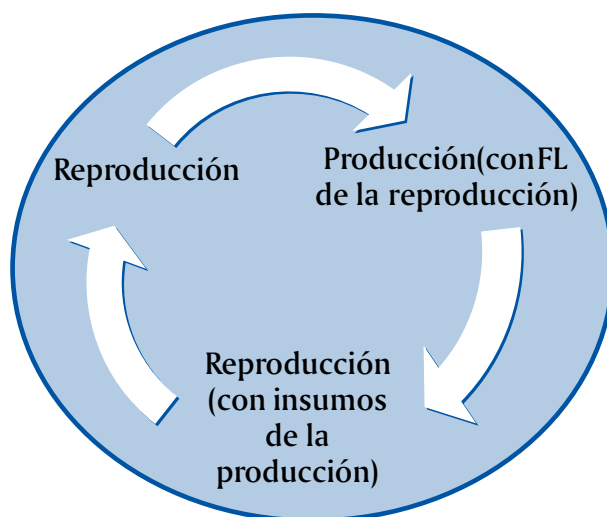 Reproducción
Producción(conFL
de la reproducción)
Reproducción
(con insumos
de la
producción)